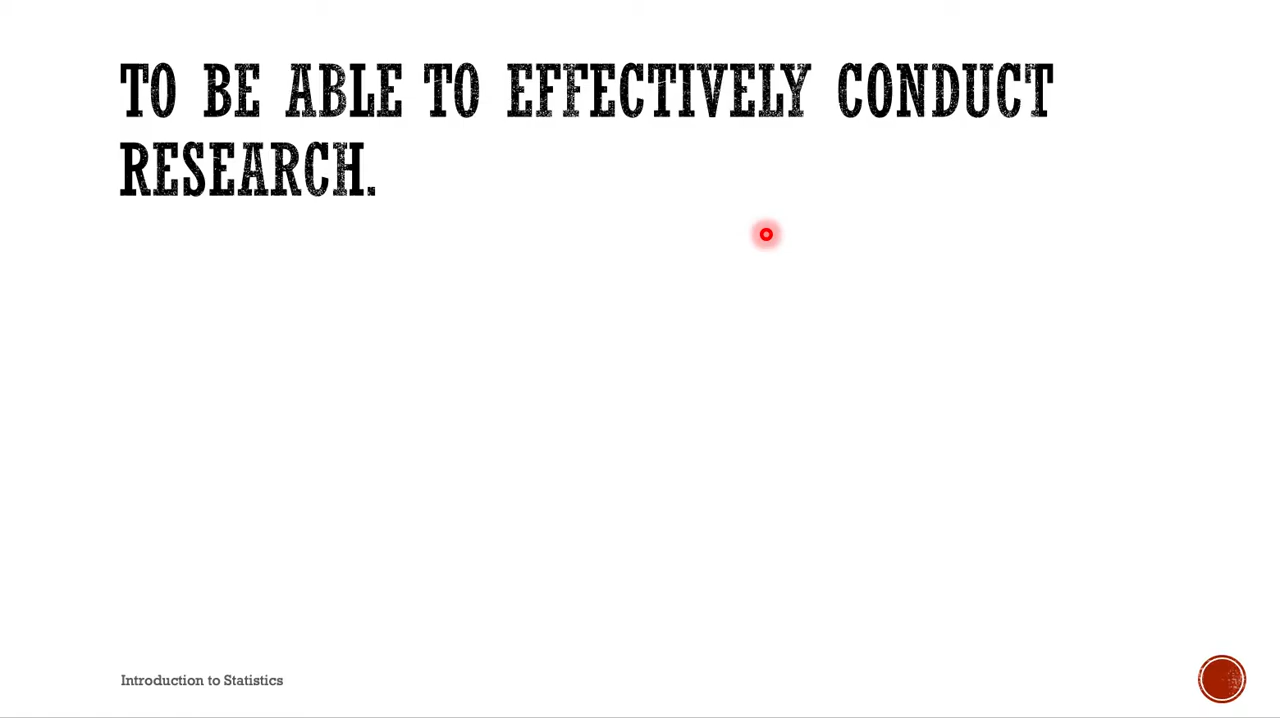 TO BE ABLE TO EFFECTIVELY CONDUCT
RESEARCH.
Introduction to Statistics